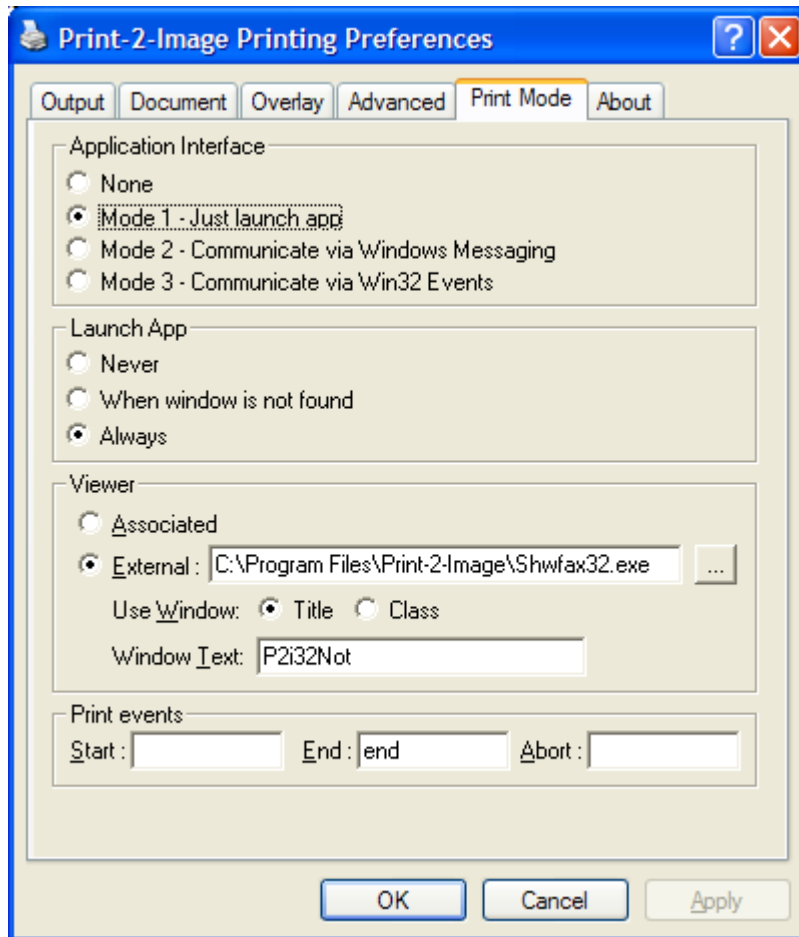 Print-2-Image Printing Preferences
Output Document Overlay Advanced Print Mode About
Application Interface
None
Mode 1 - Just launch app
Mode 2 - Communicate via Windows Messaging
Mode 3 - Communicate via Win32 Events
Launch App
Never
When window is not found
Always
Viewer
Associated
External : C:\Program Files\Print-2-Image\Shwfax32.exe ...
Use Window: Title Class
Window Text: P2i32Not
Print events
Start : End : end Abort :
OK Cancel Apply